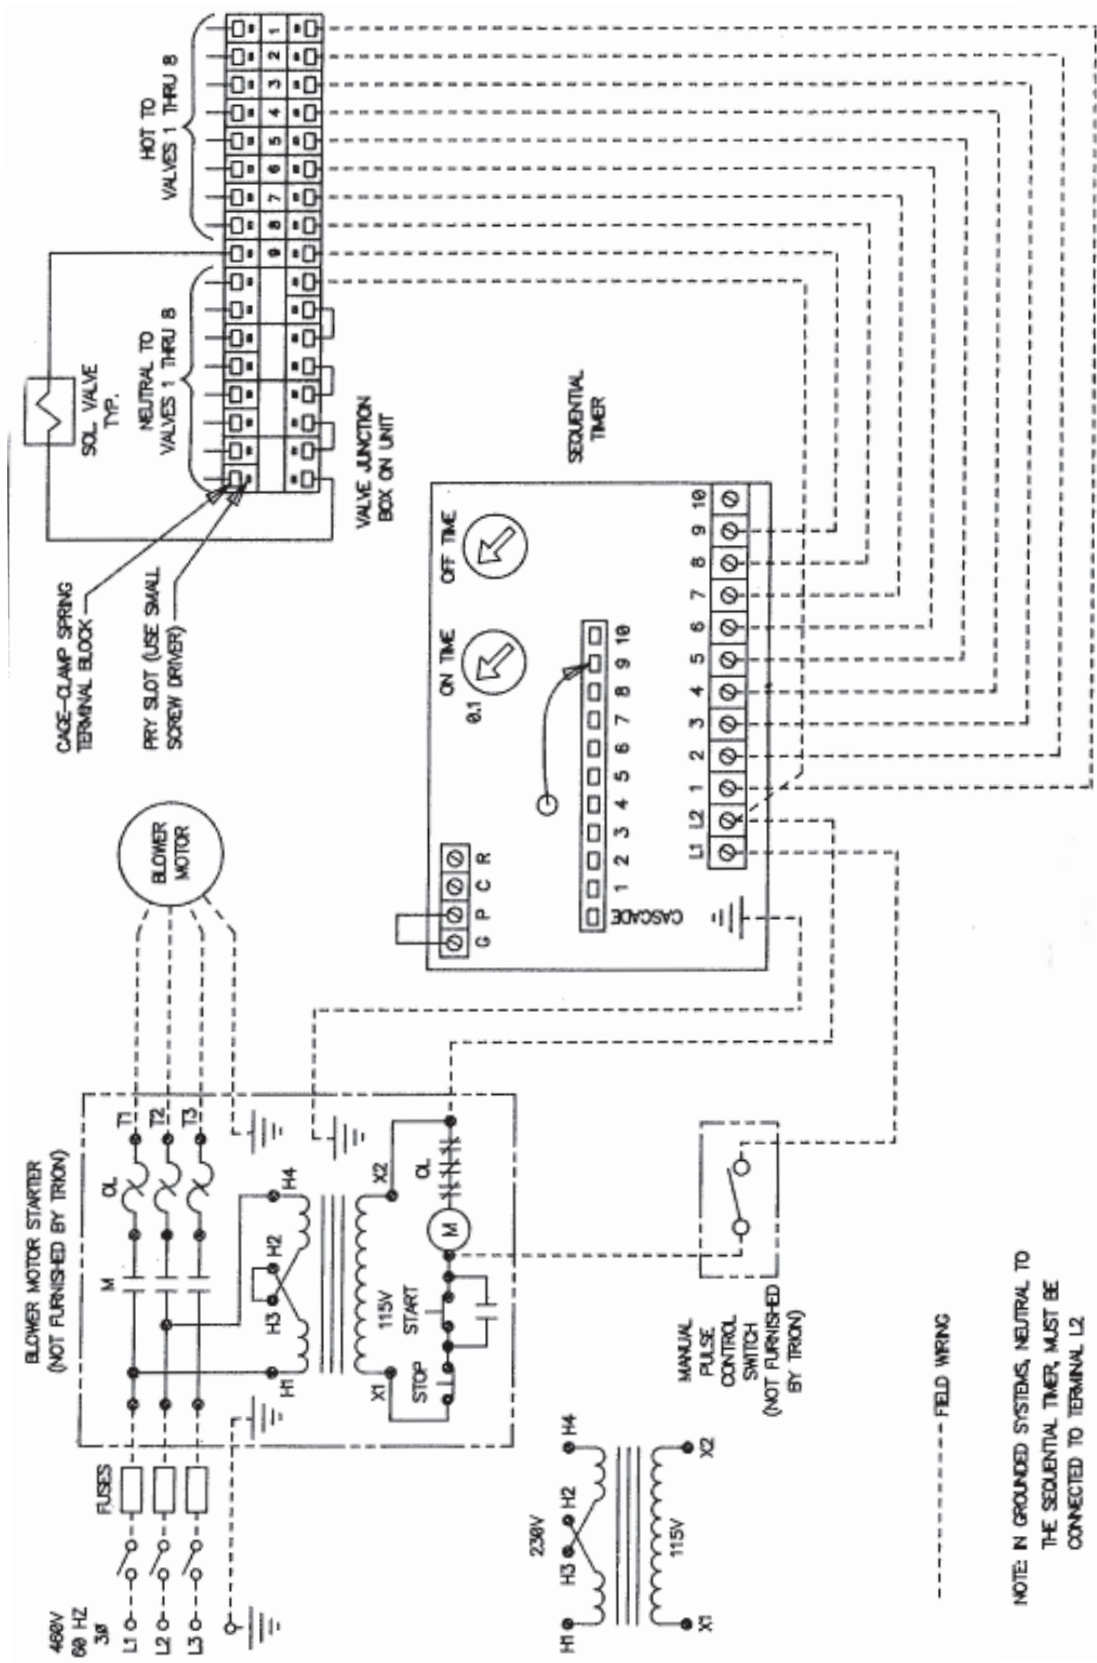 460V
60 HZ
3Ø
L1
L2
L3
FUSES
BLOWER MOTOR STARTER
(NOT FURNISHED BY TRION)
M
OL
T1
T2
T3
BLOWER
MOTOR
H1
H3
H2
H4
115V
X1
X2
STOP
START
M
OL
230V
H1
H3
H2
H4
115V
X1
X2
MANUAL
PULSE
CONTROL
SWITCH
(NOT FURNISHED
BY TRION)
CAGE-CLAMP SPRING
TERMINAL BLOCK
PRY SLOT (USE SMALL
SCREW DRIVER)
SOL VALVE
TYP.
NEUTRAL TO
VALVES 1 THRU 8
HOT TO
VALVES 1 THRU 8
9
8
7
6
5
4
3
2
1
VALVE JUNCTION
BOX ON UNIT
SEQUENTIAL
TIMER
G P C R
ON TIME
0.1
OFF TIME
CASCADE
1 2 3 4 5 6 7 8 9 10
L1 L2 1 2 3 4 5 6 7 8 9 10
FIELD WIRING
NOTE: IN GROUNDED SYSTEMS, NEUTRAL TO
THE SEQUENTIAL TIMER, MUST BE
CONNECTED TO TERMINAL L2